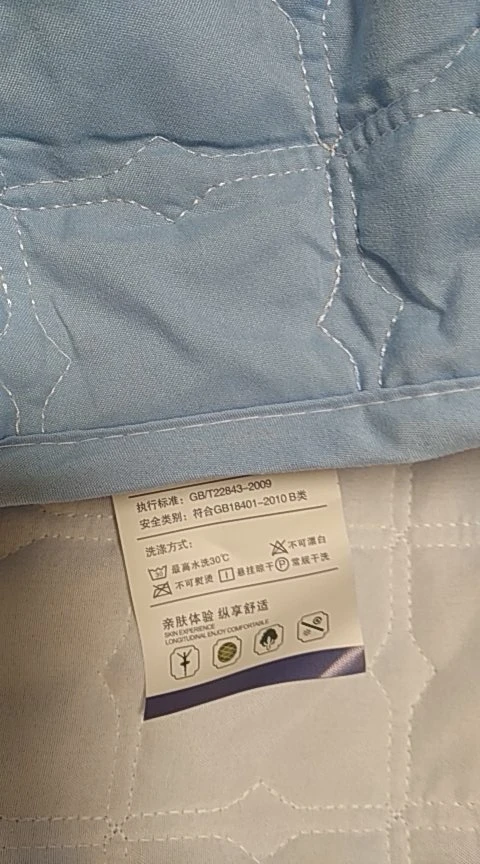 执行标准：GB/T22843-2009
安全类别：符合GB18401-2010 B类
洗涤方式：
30 最高水洗30℃ 不可漂白
不可熨烫 悬挂晾干 P 常规干洗
亲肤体验 纵享舒适
SKIN EXPERIENCE
LONGITUDINAL ENJOY COMFORTABLE